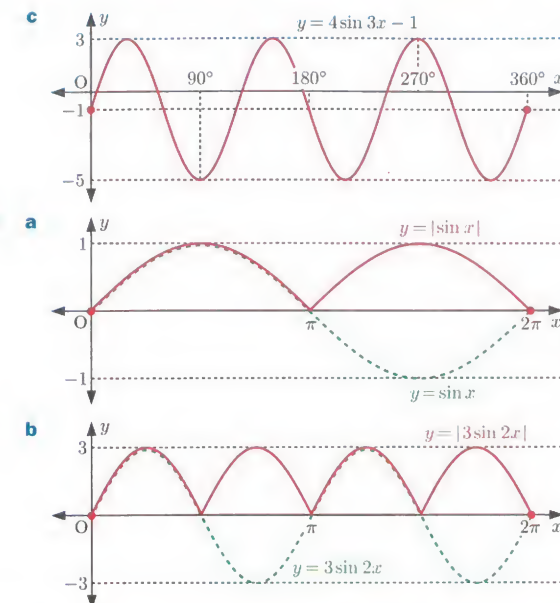 c
y
y = 4 sin 3x − 1
3
O
90°
180°
270°
360°
x
−1
−5
a
y
y = |sin x|
1
O
π
2π
x
−1
y = sin x
b
y
y = |3 sin 2x|
3
O
π
2π
x
y = 3 sin 2x
−3